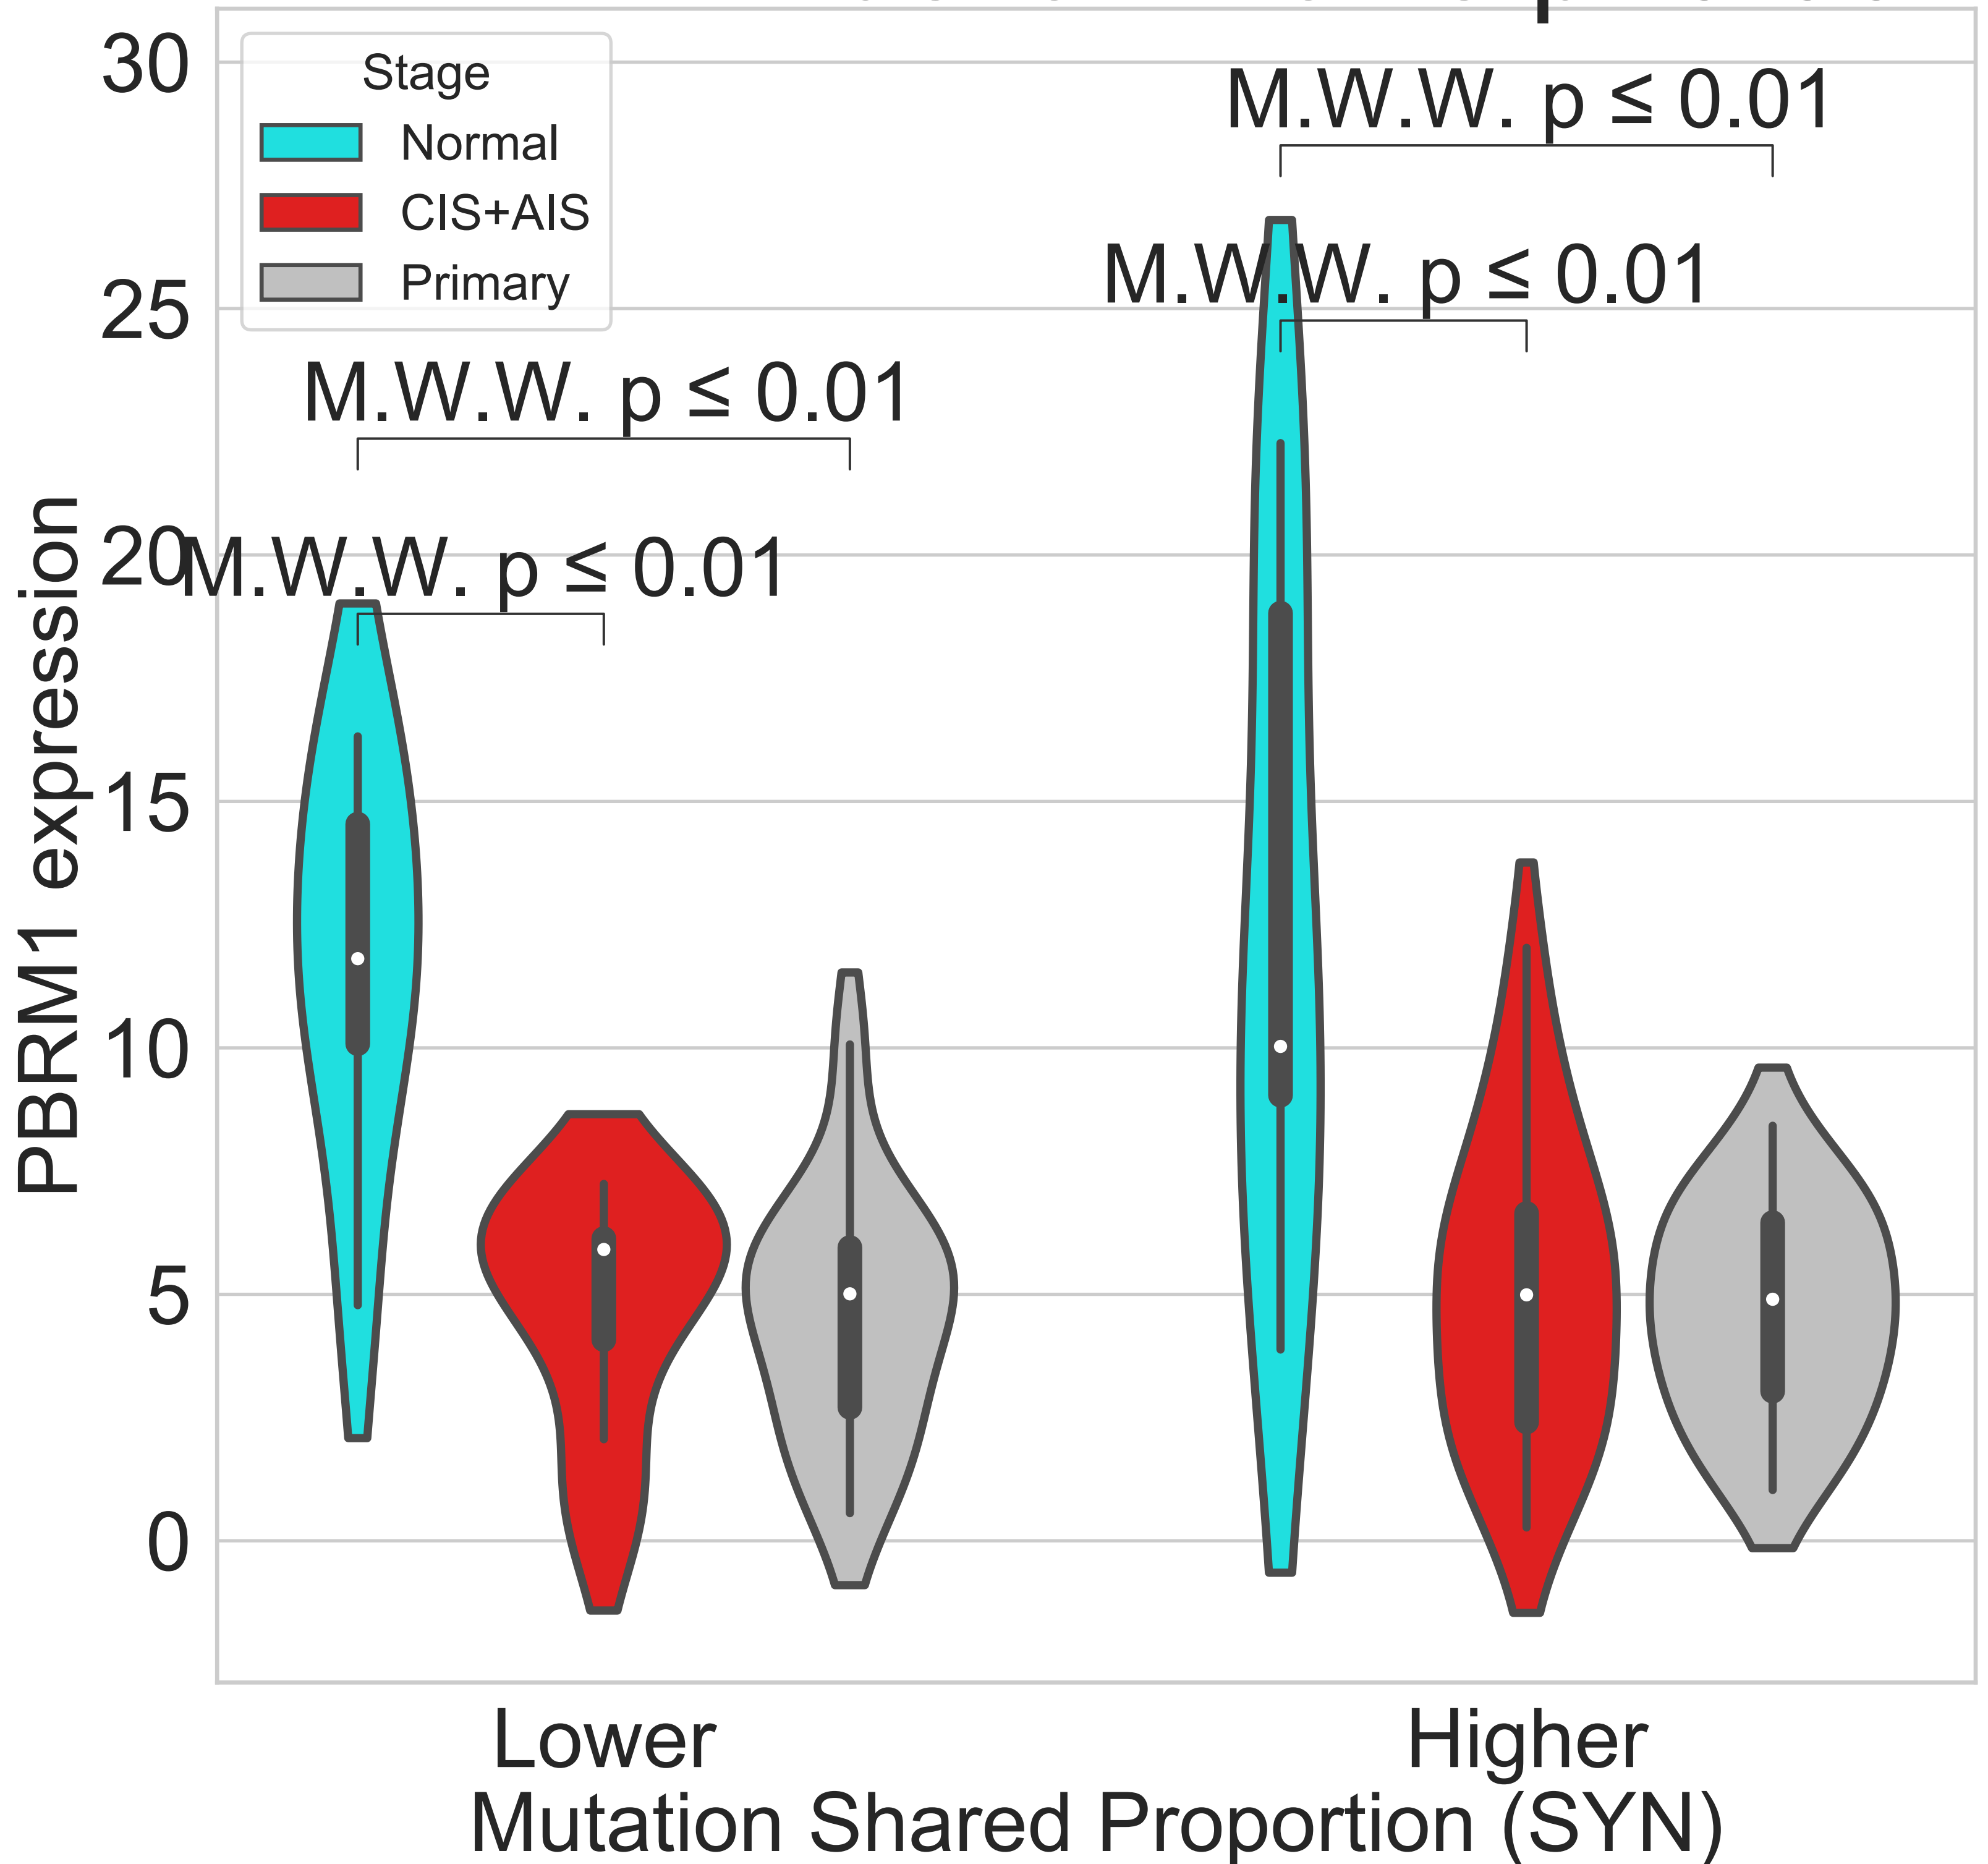 30
Stage
Normal
CIS+AIS
Primary
M.W.W. p ≤ 0.01
M.W.W. p ≤ 0.01
25
M.W.W. p ≤ 0.01
20
M.W.W. p ≤ 0.01
15
10
5
0
PBRM1 expression
Lower
Higher
Mutation Shared Proportion (SYN)